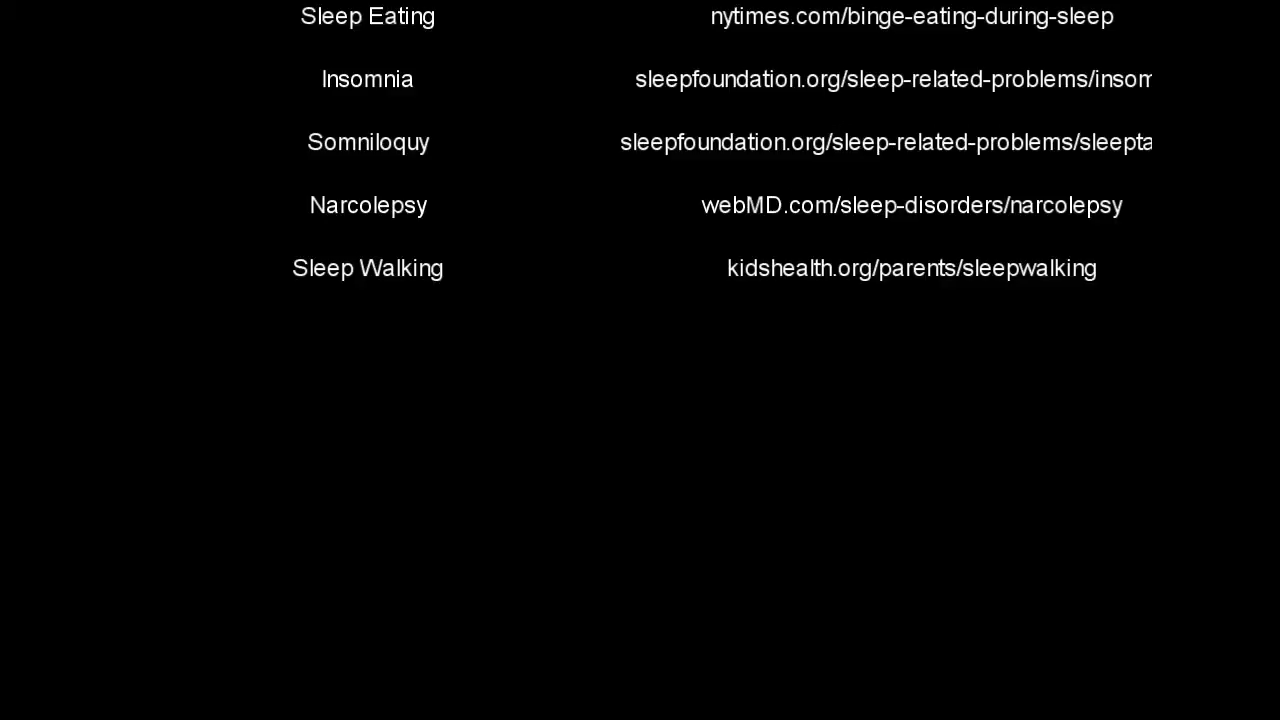 Sleep Eating nytimes.com/binge-eating-during-sleep
Insomnia sleepfoundation.org/sleep-related-problems/insom
Somniloquy sleepfoundation.org/sleep-related-problems/sleepta
Narcolepsy webMD.com/sleep-disorders/narcolepsy
Sleep Walking kidshealth.org/parents/sleepwalking